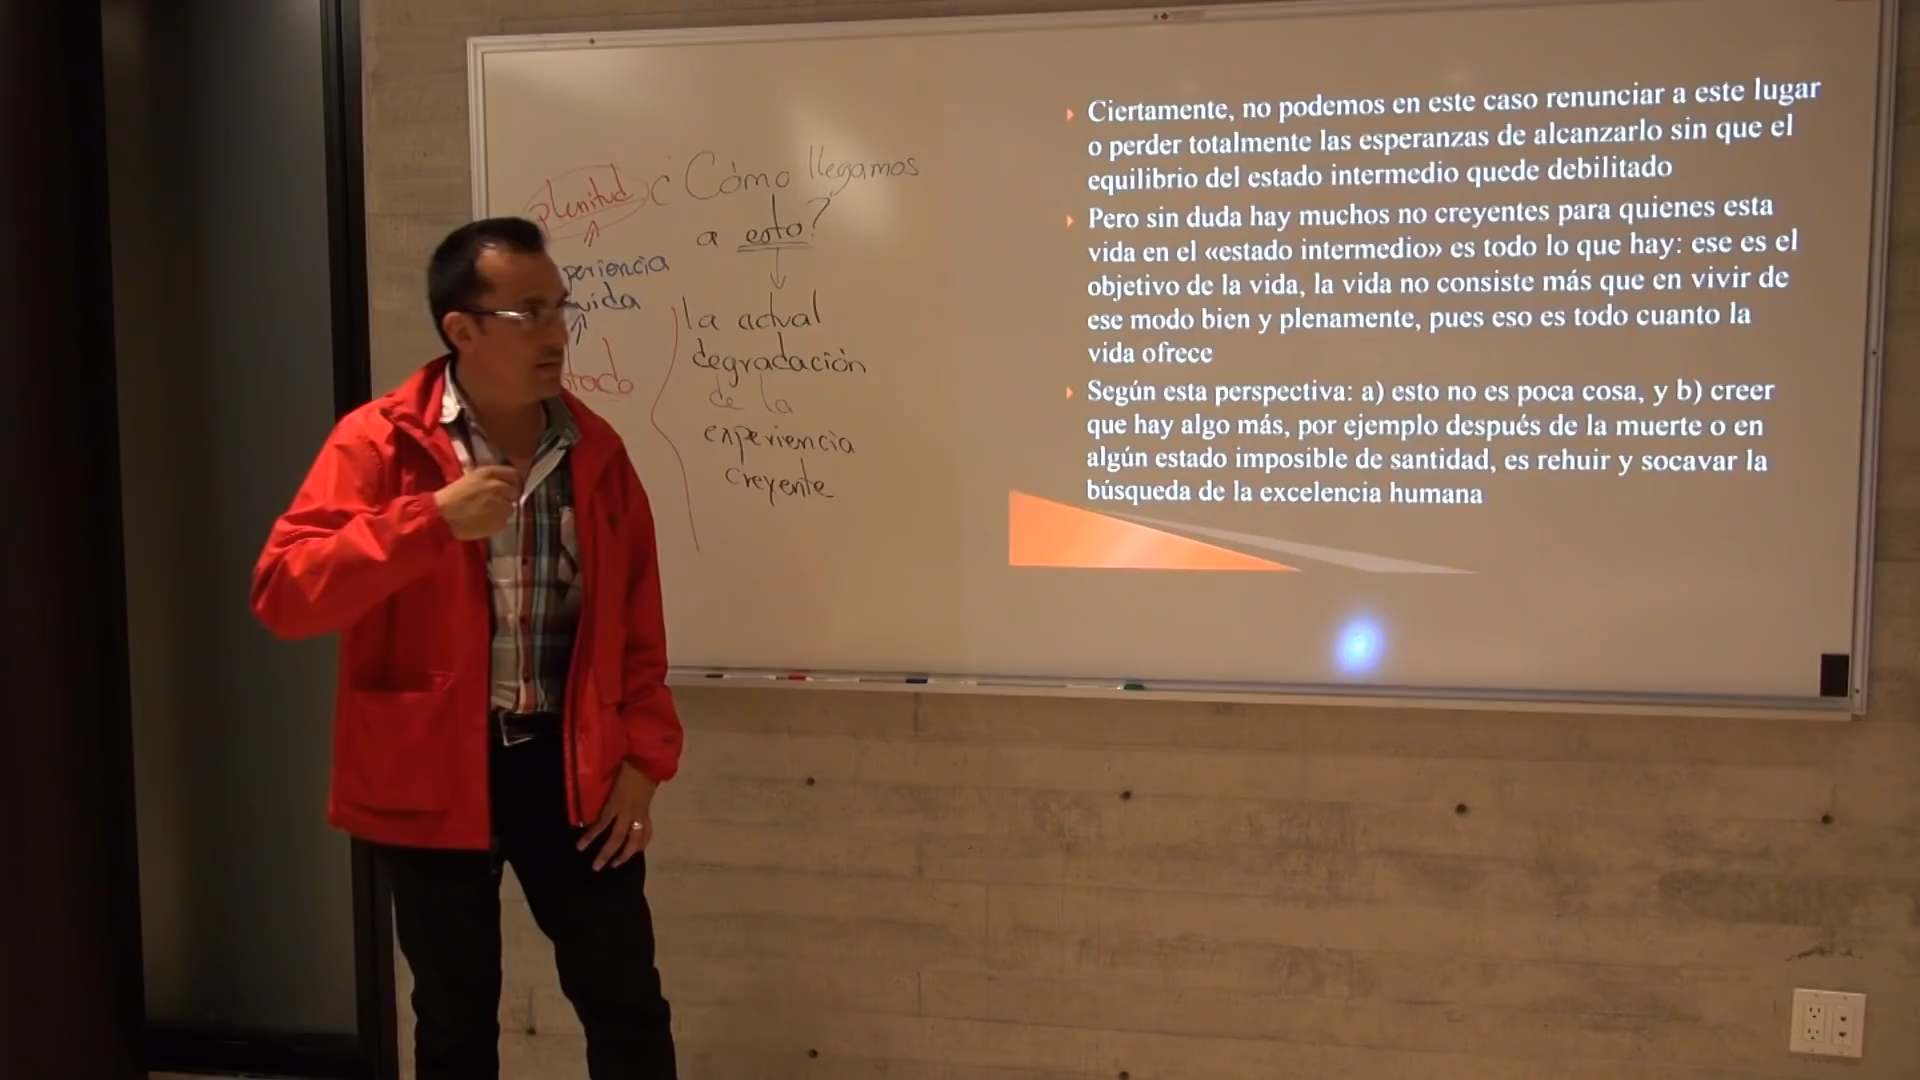 plenitud
periencia
vida
tado
¿Cómo llegamos
a esto?
la actual
degradación
de la
experiencia
creyente
Ciertamente, no podemos en este caso renunciar a este lugar
o perder totalmente las esperanzas de alcanzarlo sin que el
equilibrio del estado intermedio quede debilitado
Pero sin duda hay muchos no creyentes para quienes esta
vida en el «estado intermedio» es todo lo que hay: ese es el
objetivo de la vida, la vida no consiste más que en vivir de
ese modo bien y plenamente, pues eso es todo cuanto la
vida ofrece
Según esta perspectiva: a) esto no es poca cosa, y b) creer
que hay algo más, por ejemplo después de la muerte o en
algún estado imposible de santidad, es rehuir y socavar la
búsqueda de la excelencia humana